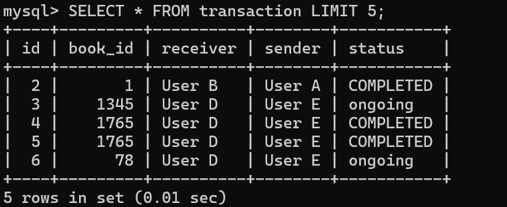 mysql> SELECT * FROM transaction LIMIT 5;
+----+---------+----------+--------+-----------+
| id | book_id | receiver | sender | status    |
+----+---------+----------+--------+-----------+
|  2 |       1 | User B   | User A | COMPLETED |
|  3 |    1345 | User D   | User E | ongoing   |
|  4 |    1765 | User D   | User E | COMPLETED |
|  5 |    1765 | User D   | User E | COMPLETED |
|  6 |      78 | User D   | User E | ongoing   |
+----+---------+----------+--------+-----------+
5 rows in set (0.01 sec)